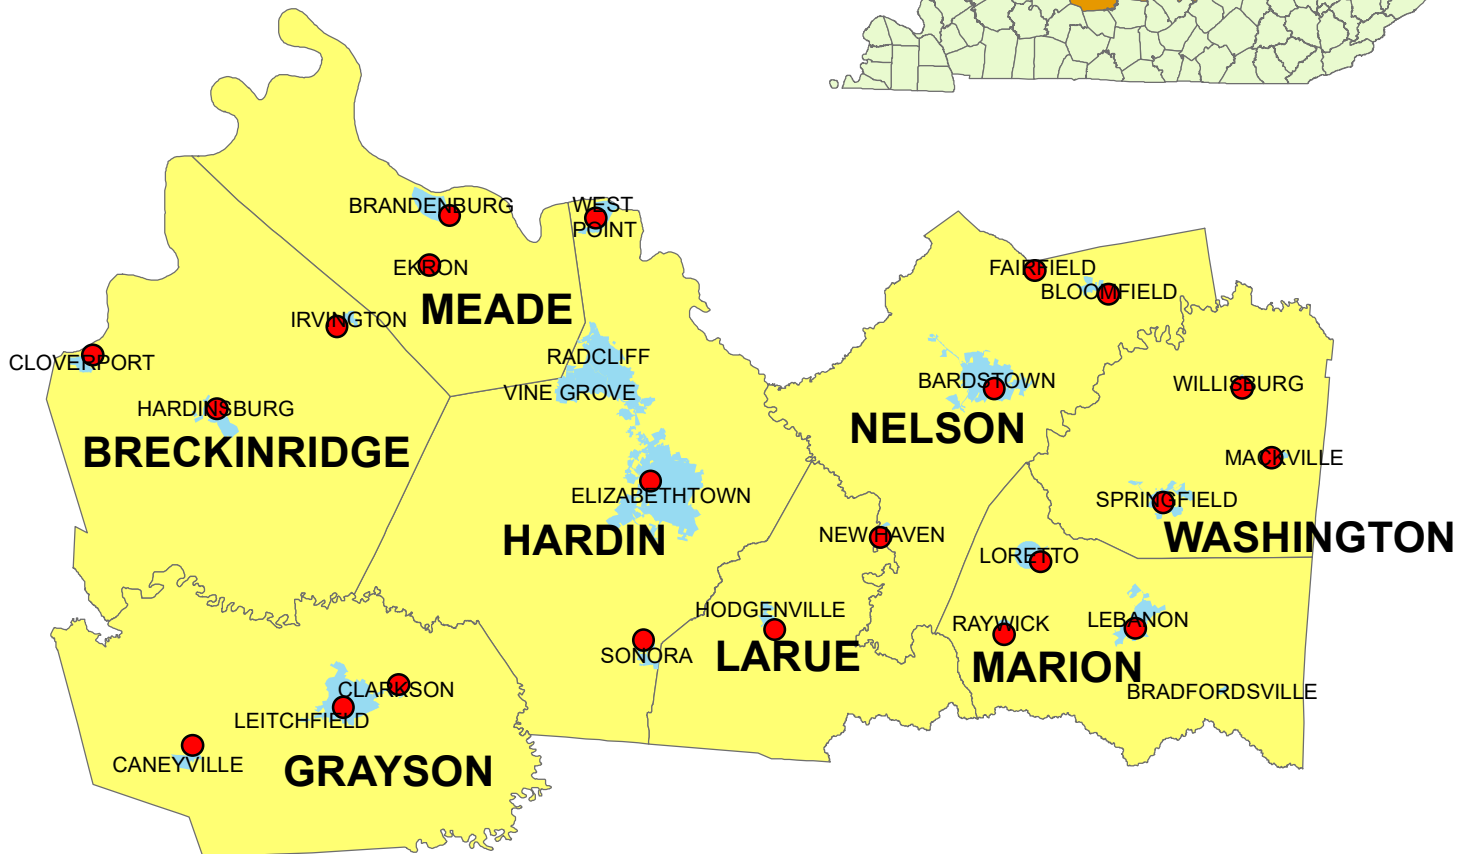 BRANDENBURG
WEST
POINT
EKRON
FAIRFIELD
BLOOMFIELD
MEADE
IRVINGTON
CLOVERPORT
RADCLIFF
VINE GROVE
BARDSTOWN
WILLISBURG
HARDINSBURG
NELSON
BRECKINRIDGE
MACKVILLE
ELIZABETHTOWN
SPRINGFIELD
HARDIN
NEW HAVEN
WASHINGTON
LORETTO
HODGENVILLE
RAYWICK
LEBANON
SONORA
LARUE
MARION
CLARKSON
BRADFORDSVILLE
LEITCHFIELD
CANEYVILLE
GRAYSON